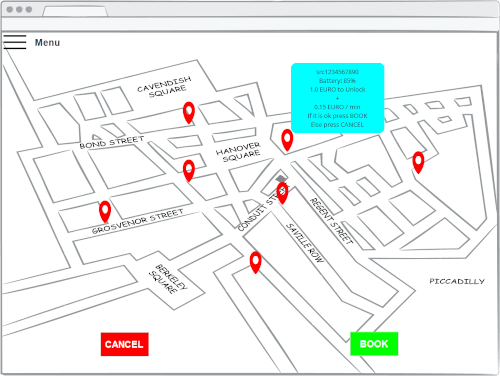 Menu
src1234567890
Battery: 85%
1.0 EURO to Unlock
+
0.15 EURO / min
If it is ok press BOOK
Else press CANCEL
CAVENDISH
SQUARE
BOND STREET
HANOVER
SQUARE
CONDUIT STREET
REGENT STREET
GROSVENOR STREET
SAVILLE ROW
BERKELEY
SQUARE
PICCADILLY
CANCEL
BOOK